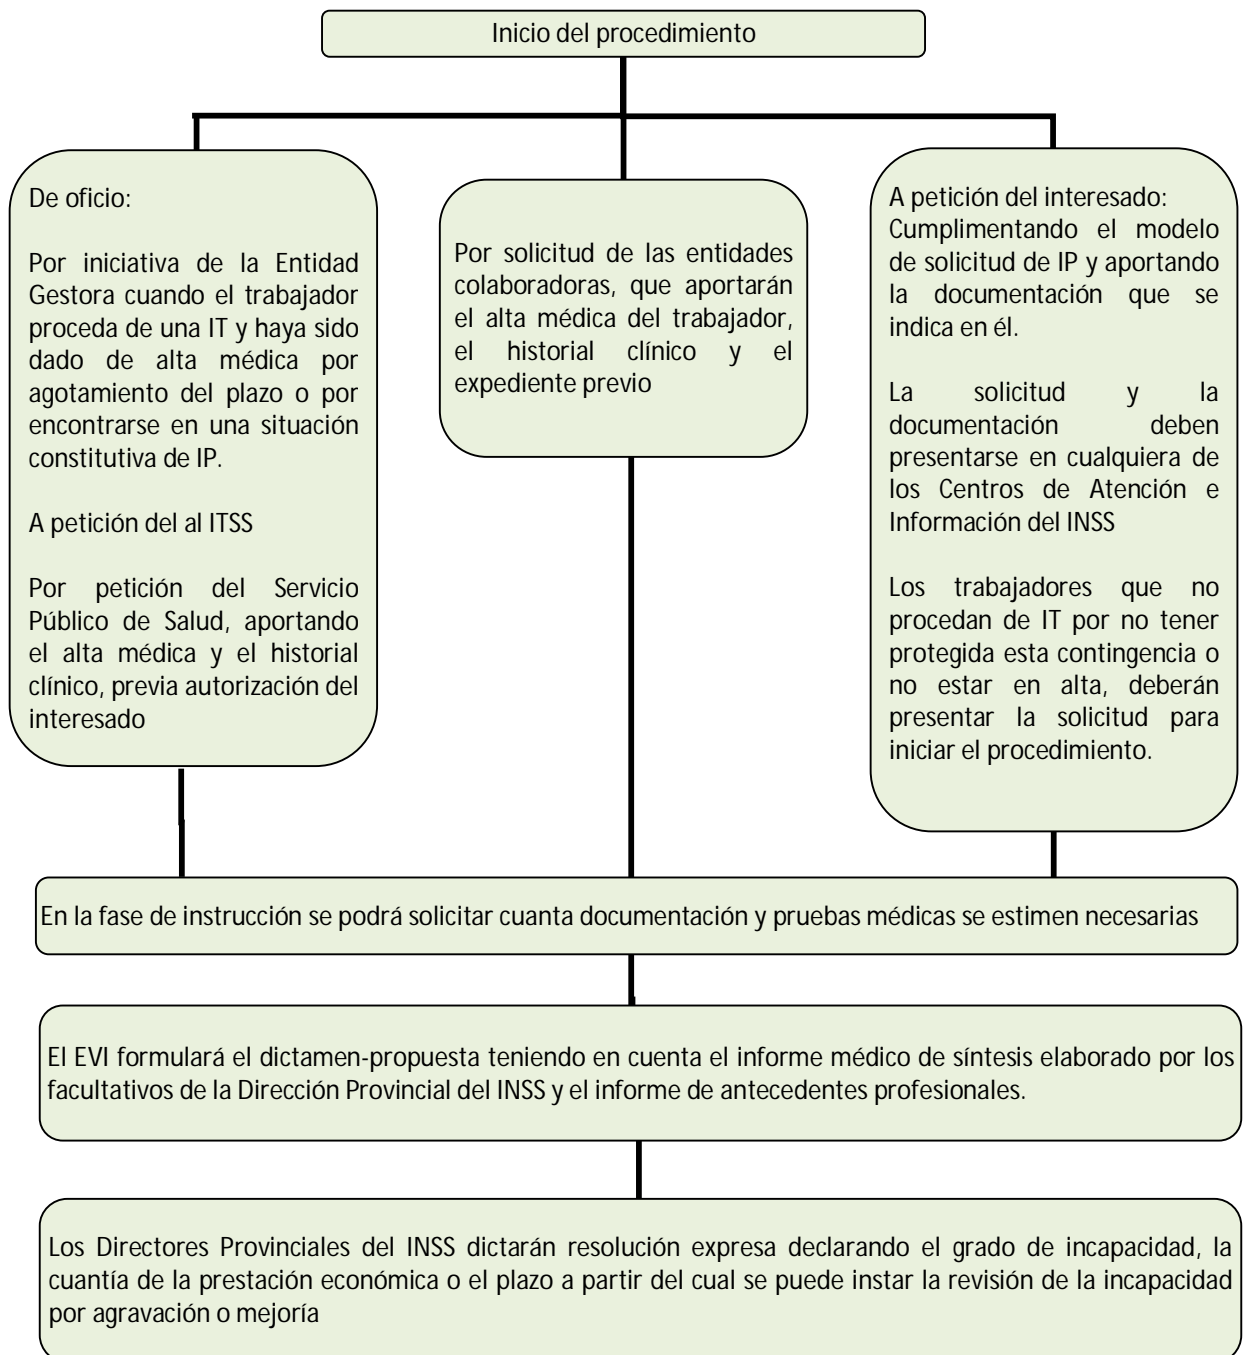 Inicio del procedimiento
De oficio:
Por iniciativa de la Entidad
Gestora cuando el trabajador
proceda de una IT y haya sido
dado de alta médica por
agotamiento del plazo o por
encontrarse en una situación
constitutiva de IP.
A petición del al ITSS
Por petición del Servicio
Público de Salud, aportando
el alta médica y el historial
clínico, previa autorización del
interesado
Por solicitud de las entidades
colaboradoras, que aportarán
el alta médica del trabajador,
el historial clínico y el
expediente previo
A petición del interesado:
Cumplimentando el modelo
de solicitud de IP y aportando
la documentación que se
indica en él.
La solicitud y la
documentación deben
presentarse en cualquiera de
los Centros de Atención e
Información del INSS
Los trabajadores que no
procedan de IT por no tener
protegida esta contingencia o
no estar en alta, deberán
presentar la solicitud para
iniciar el procedimiento.
En la fase de instrucción se podrá solicitar cuanta documentación y pruebas médicas se estimen necesarias
El EVI formulará el dictamen-propuesta teniendo en cuenta el informe médico de síntesis elaborado por los
facultativos de la Dirección Provincial del INSS y el informe de antecedentes profesionales.
Los Directores Provinciales del INSS dictarán resolución expresa declarando el grado de incapacidad, la
cuantía de la prestación económica o el plazo a partir del cual se puede instar la revisión de la incapacidad
por agravación o mejoría